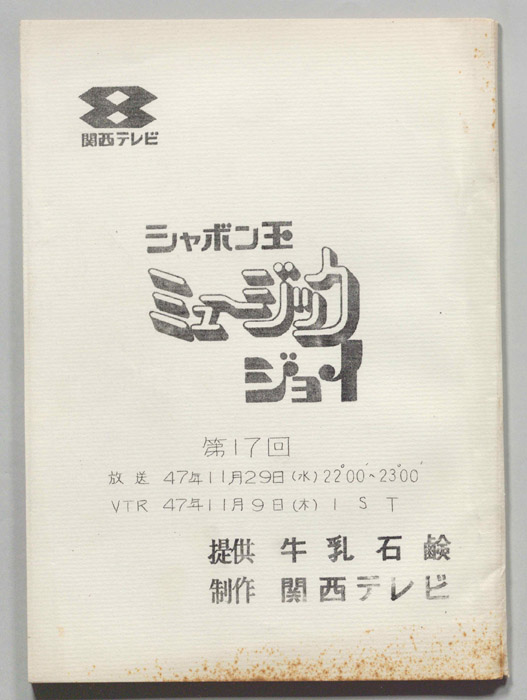 関西テレビ
シャボン玉
ミュージック
ジョイ
第17回
放送 47年11月29日(水)22°00′~23°00′
VTR 47年11月9日(木) 1 S T
提供 牛乳石鹸
制作 関西テレビ